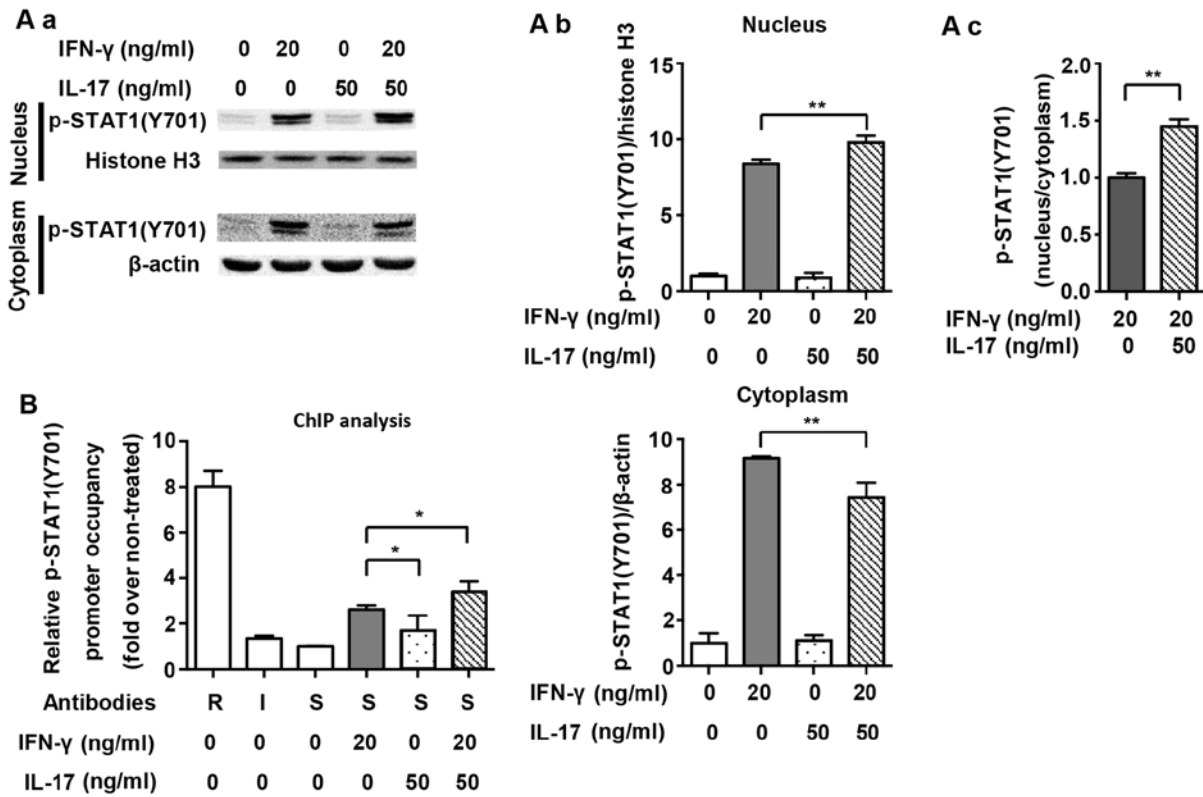 A a
IFN-γ (ng/ml) 0 20 0 20
IL-17 (ng/ml) 0 0 50 50
Nucleus
p-STAT1(Y701)
Histone H3
Cytoplasm
p-STAT1(Y701)
β-actin
A b
Nucleus
p-STAT1(Y701)/histone H3
15
10
5
0
**
IFN-γ (ng/ml) 0 20 0 20
IL-17 (ng/ml) 0 0 50 50
Cytoplasm
p-STAT1(Y701)/β-actin
10
8
6
4
2
0
**
IFN-γ (ng/ml) 0 20 0 20
IL-17 (ng/ml) 0 0 50 50
A c
p-STAT1(Y701)
(nucleus/cytoplasm)
2.0
1.5
1.0
0.5
0.0
**
IFN-γ (ng/ml) 20 20
IL-17 (ng/ml) 0 50
B
ChIP analysis
Relative p-STAT1(Y701)
promoter occupancy
(fold over non-treated)
10
8
6
4
2
0
*
*
Antibodies R I S S S S
IFN-γ (ng/ml) 0 0 0 20 0 20
IL-17 (ng/ml) 0 0 0 0 50 50